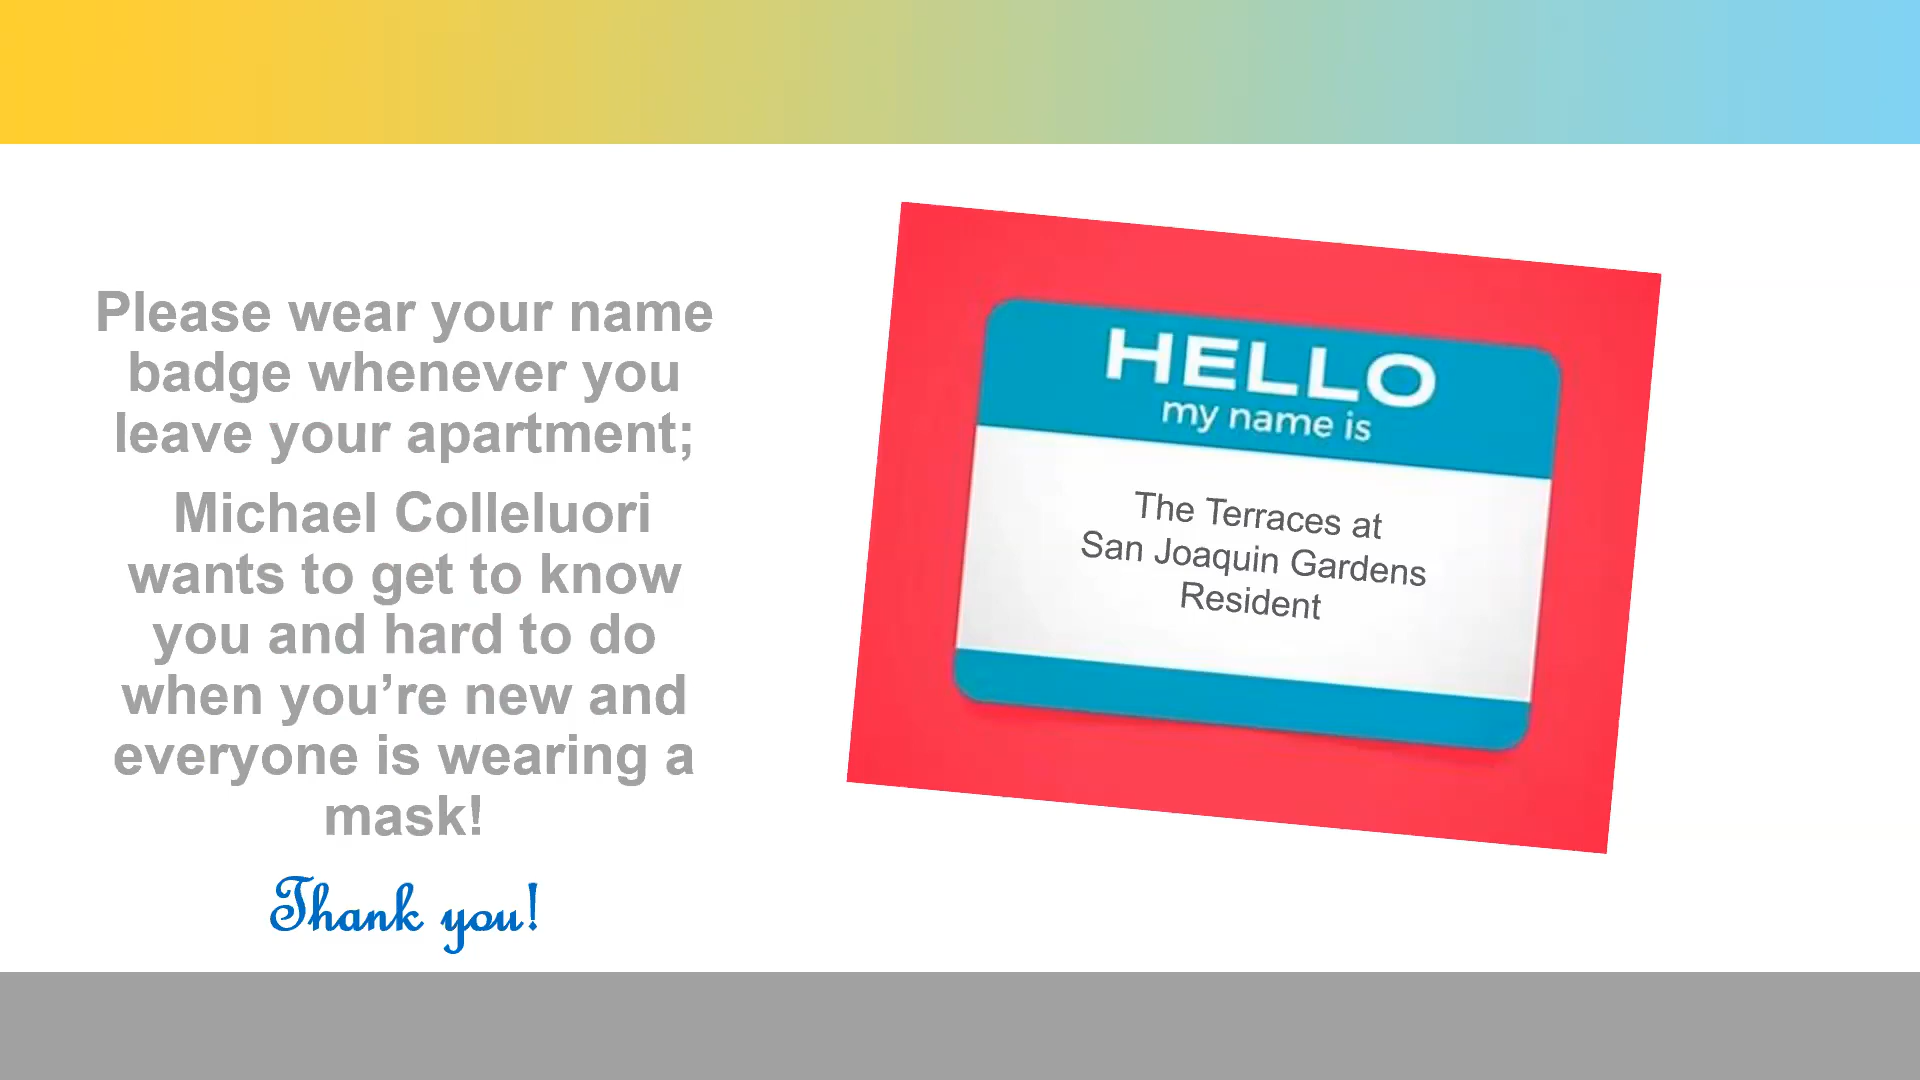 Please wear your name
badge whenever you
leave your apartment;
Michael Colleluori
wants to get to know
you and hard to do
when you’re new and
everyone is wearing a
mask!
Thank you!
HELLO
my name is
The Terraces at
San Joaquin Gardens
Resident